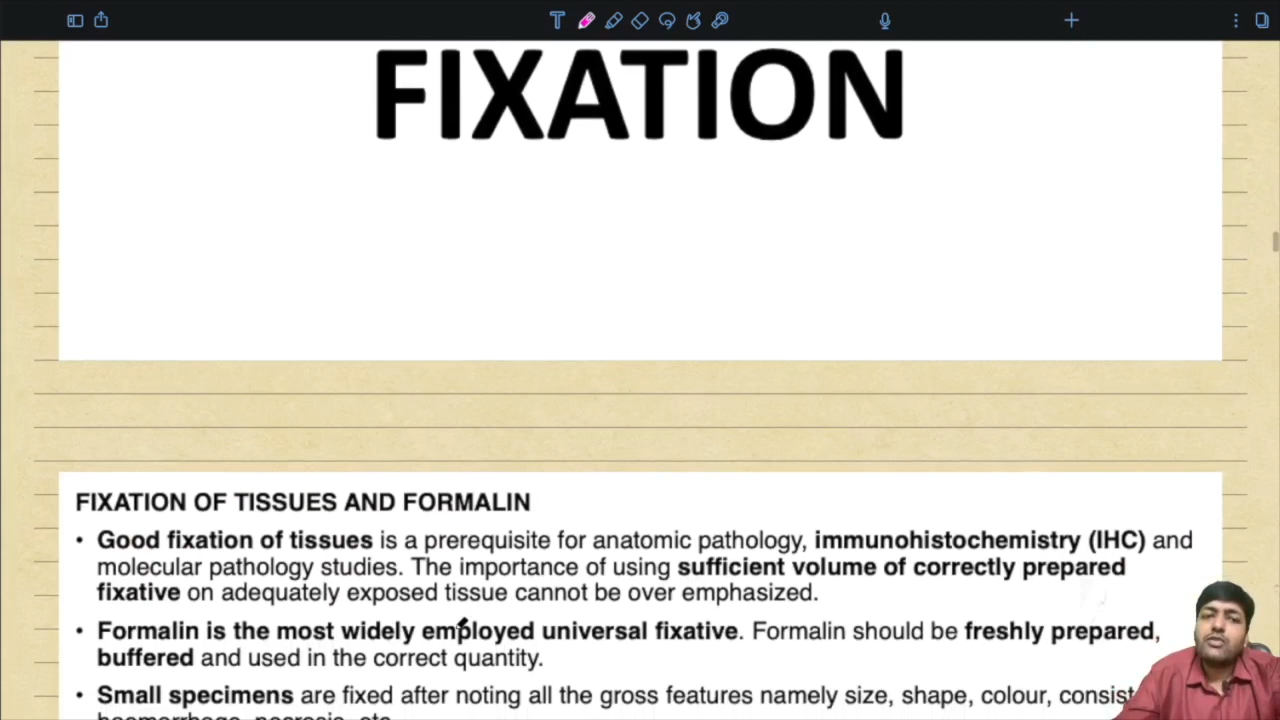 FIXATION
FIXATION OF TISSUES AND FORMALIN
• Good fixation of tissues is a prerequisite for anatomic pathology, immunohistochemistry (IHC) and
molecular pathology studies. The importance of using sufficient volume of correctly prepared
fixative on adequately exposed tissue cannot be over emphasized.
• Formalin is the most widely employed universal fixative. Formalin should be freshly prepared,
buffered and used in the correct quantity.
• Small specimens are fixed after noting all the gross features namely size, shape, colour,
haemorrhage, necrosis, etc.